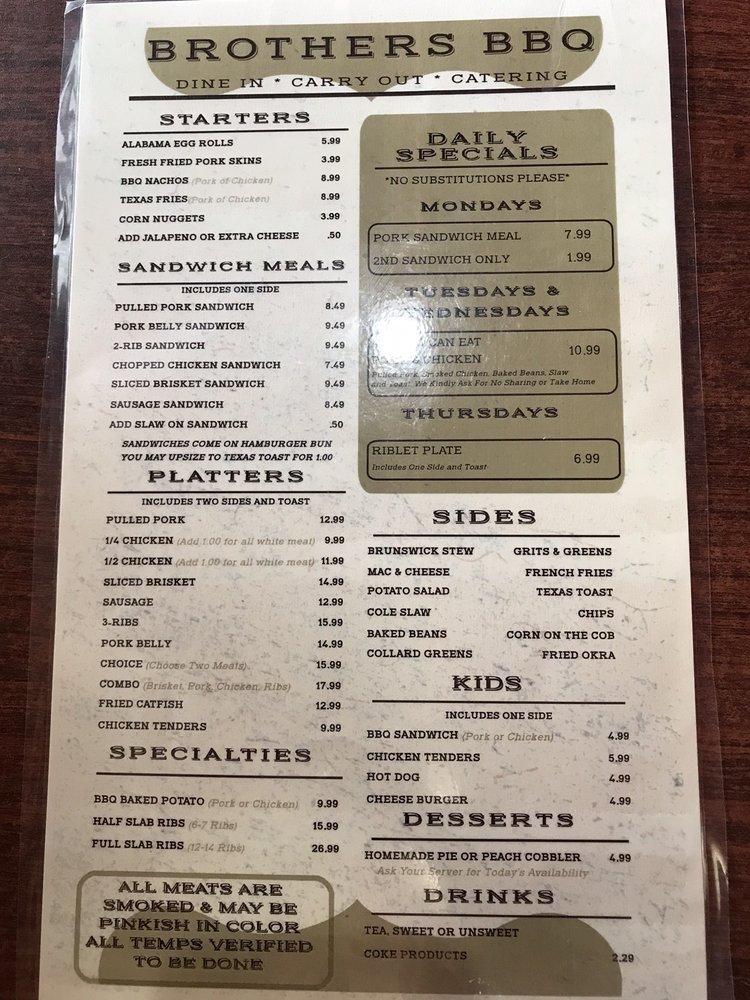 BROTHERS BBQ
DINE IN * CARRY OUT * CATERING
STARTERS
ALABAMA EGG ROLLS 5.99
FRESH FRIED PORK SKINS 3.99
BBQ NACHOS (Pork of Chicken) 8.99
TEXAS FRIES (Pork of Chicken) 8.99
CORN NUGGETS 3.99
ADD JALAPENO OR EXTRA CHEESE .50
SANDWICH MEALS
INCLUDES ONE SIDE
PULLED PORK SANDWICH 8.49
PORK BELLY SANDWICH 9.49
2-RIB SANDWICH 9.49
CHOPPED CHICKEN SANDWICH 7.49
SLICED BRISKET SANDWICH 9.49
SAUSAGE SANDWICH 8.49
ADD SLAW ON SANDWICH .50
SANDWICHES COME ON HAMBURGER BUN
YOU MAY UPSIZE TO TEXAS TOAST FOR 1.00
PLATTERS
INCLUDES TWO SIDES AND TOAST
PULLED PORK 12.99
1/4 CHICKEN (Add 1.00 for all white meat) 9.99
1/2 CHICKEN (Add 1.00 for all white meat) 11.99
SLICED BRISKET 14.99
SAUSAGE 12.99
3-RIBS 15.99
PORK BELLY 14.99
CHOICE (Choose Two Meats) 15.99
COMBO (Brisket, Pork, Chicken, Ribs) 17.99
FRIED CATFISH 12.99
CHICKEN TENDERS 9.99
SPECIALTIES
BBQ BAKED POTATO (Pork or Chicken) 9.99
HALF SLAB RIBS (6-7 Ribs) 15.99
FULL SLAB RIBS (12-14 Ribs) 26.99
ALL MEATS ARE
SMOKED & MAY BE
PINKISH IN COLOR
ALL TEMPS VERIFIED
TO BE DONE
DAILY
SPECIALS
*NO SUBSTITUTIONS PLEASE*
MONDAYS
PORK SANDWICH MEAL 7.99
2ND SANDWICH ONLY 1.99
TUESDAYS &
WEDNESDAYS
CAN EAT
CHICKEN 10.99
Pulled Pork, Smoked Chicken, Baked Beans, Slaw
and Toast. We Kindly Ask For No Sharing or Take Home
THURSDAYS
RIBLET PLATE 6.99
Includes One Side and Toast
SIDES
BRUNSWICK STEW GRITS & GREENS
MAC & CHEESE FRENCH FRIES
POTATO SALAD TEXAS TOAST
COLE SLAW CHIPS
BAKED BEANS CORN ON THE COB
COLLARD GREENS FRIED OKRA
KIDS
INCLUDES ONE SIDE
BBQ SANDWICH (Pork or Chicken) 4.99
CHICKEN TENDERS 5.99
HOT DOG 4.99
CHEESE BURGER 4.99
DESSERTS
HOMEMADE PIE OR PEACH COBBLER 4.99
Ask Your Server for Today's Availability
DRINKS
TEA, SWEET OR UNSWEET
COKE PRODUCTS 2.29